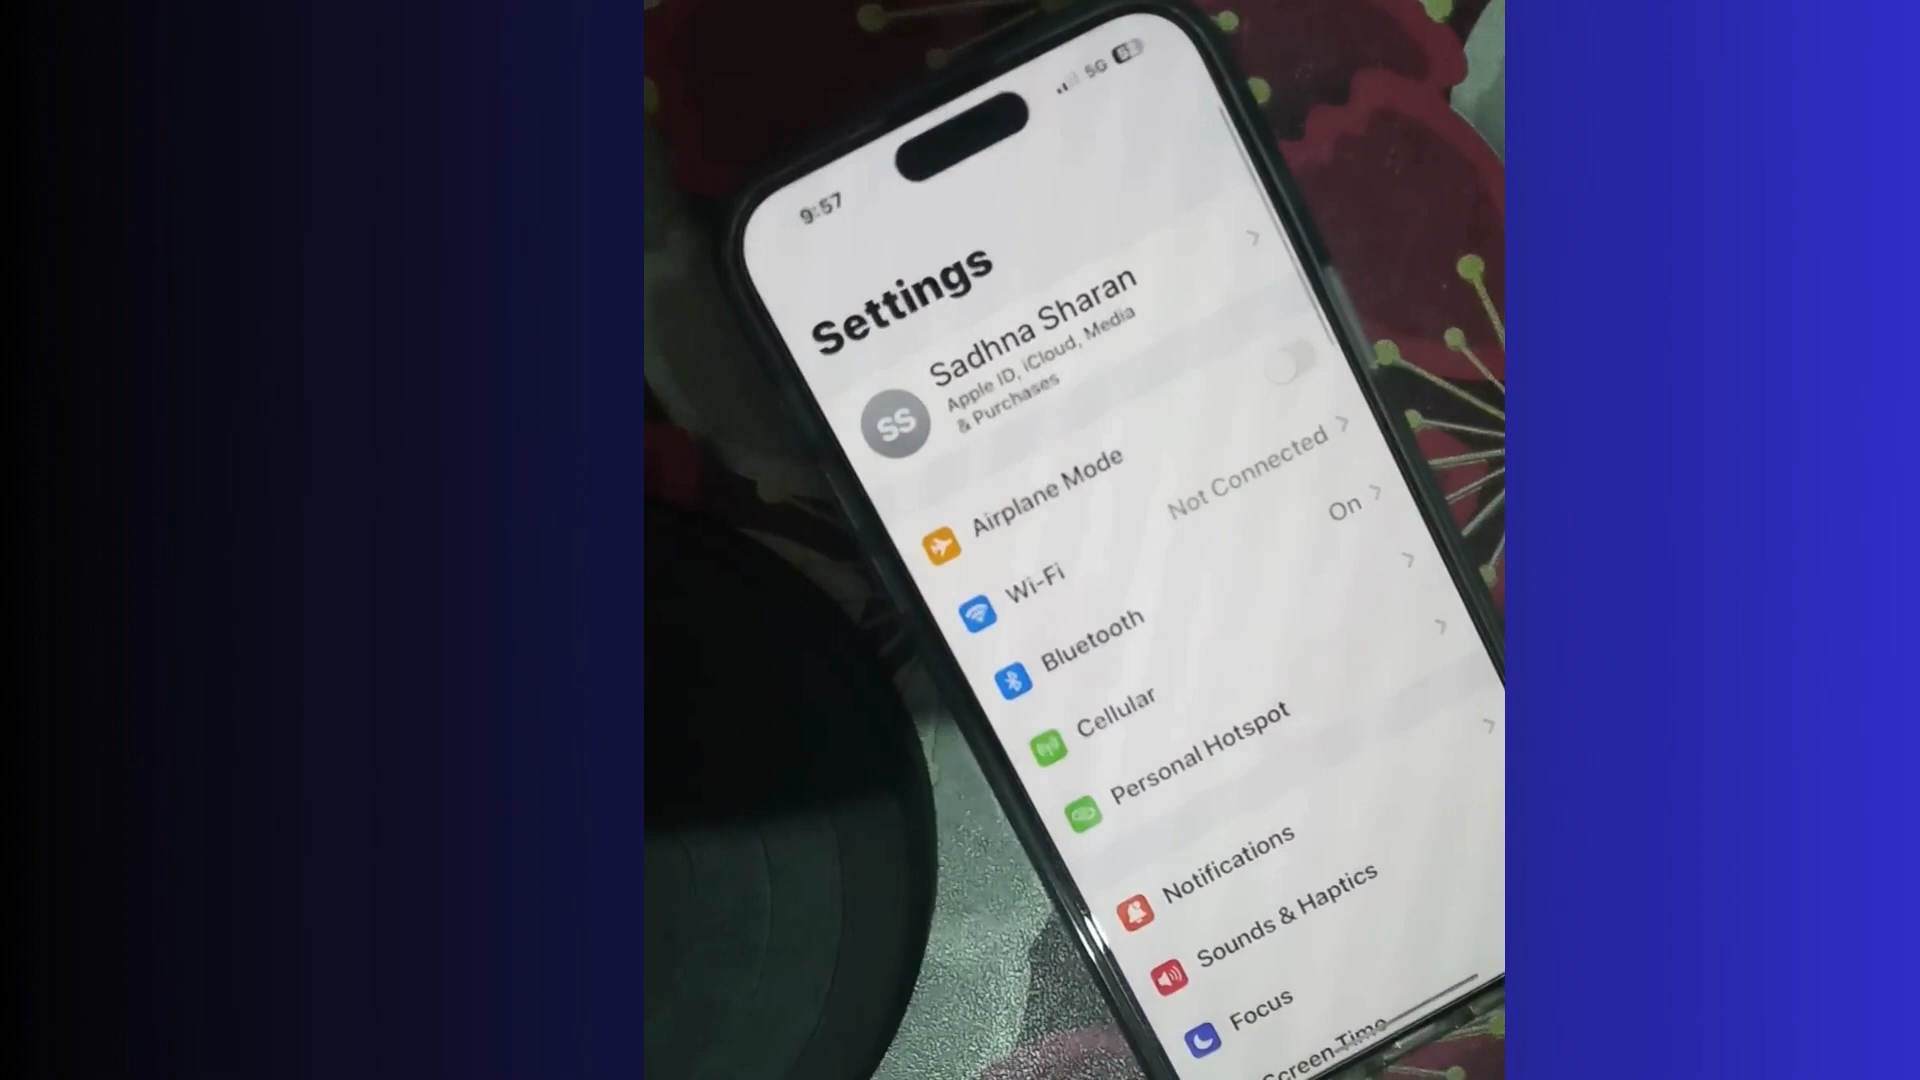 9:57
5G
Settings
SS
Sadhna Sharan
Apple ID, iCloud, Media
& Purchases
Airplane Mode
Wi-Fi
Not Connected
Bluetooth
On
Cellular
Personal Hotspot
Notifications
Sounds & Haptics
Focus
Screen Time